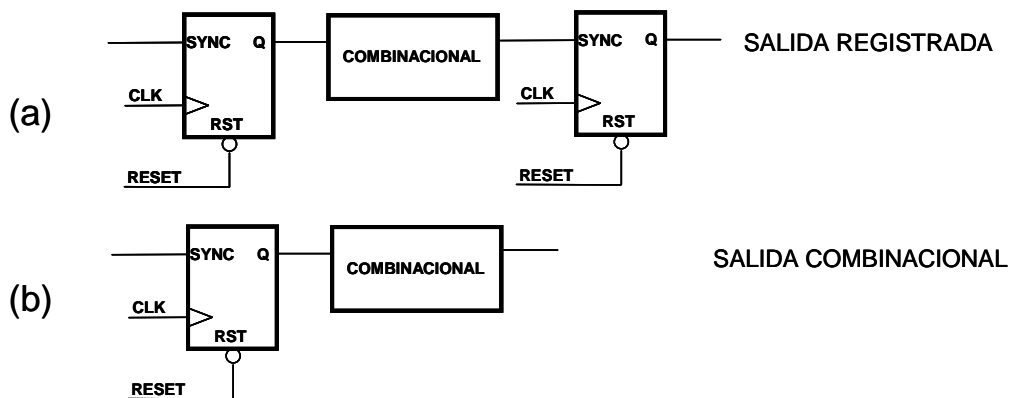 SYNC Q COMBINACIONAL SYNC Q SALIDA REGISTRADA
(a) CLK CLK
RST RST
RESET RESET
SYNC Q COMBINACIONAL SALIDA COMBINACIONAL
(b) CLK
RST
RESET